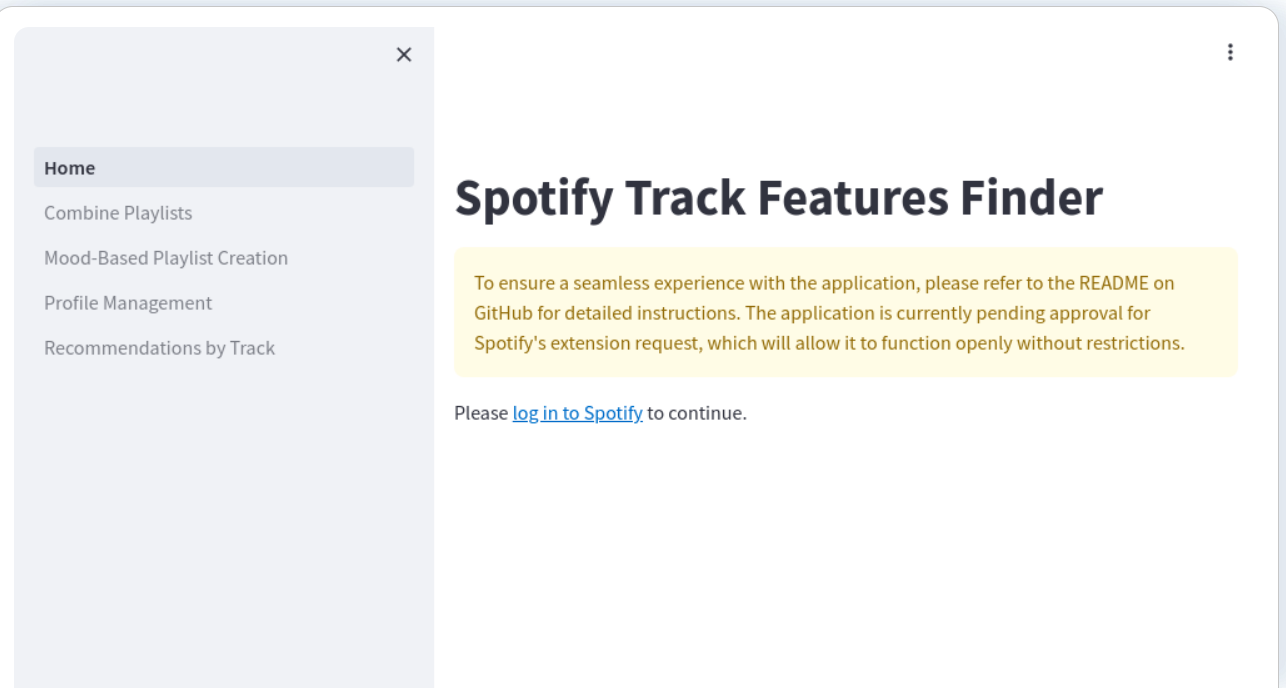 Home
Combine Playlists
Mood-Based Playlist Creation
Profile Management
Recommendations by Track
Spotify Track Features Finder
To ensure a seamless experience with the application, please refer to the README on
GitHub for detailed instructions. The application is currently pending approval for
Spotify's extension request, which will allow it to function openly without restrictions.
Please log in to Spotify to continue.